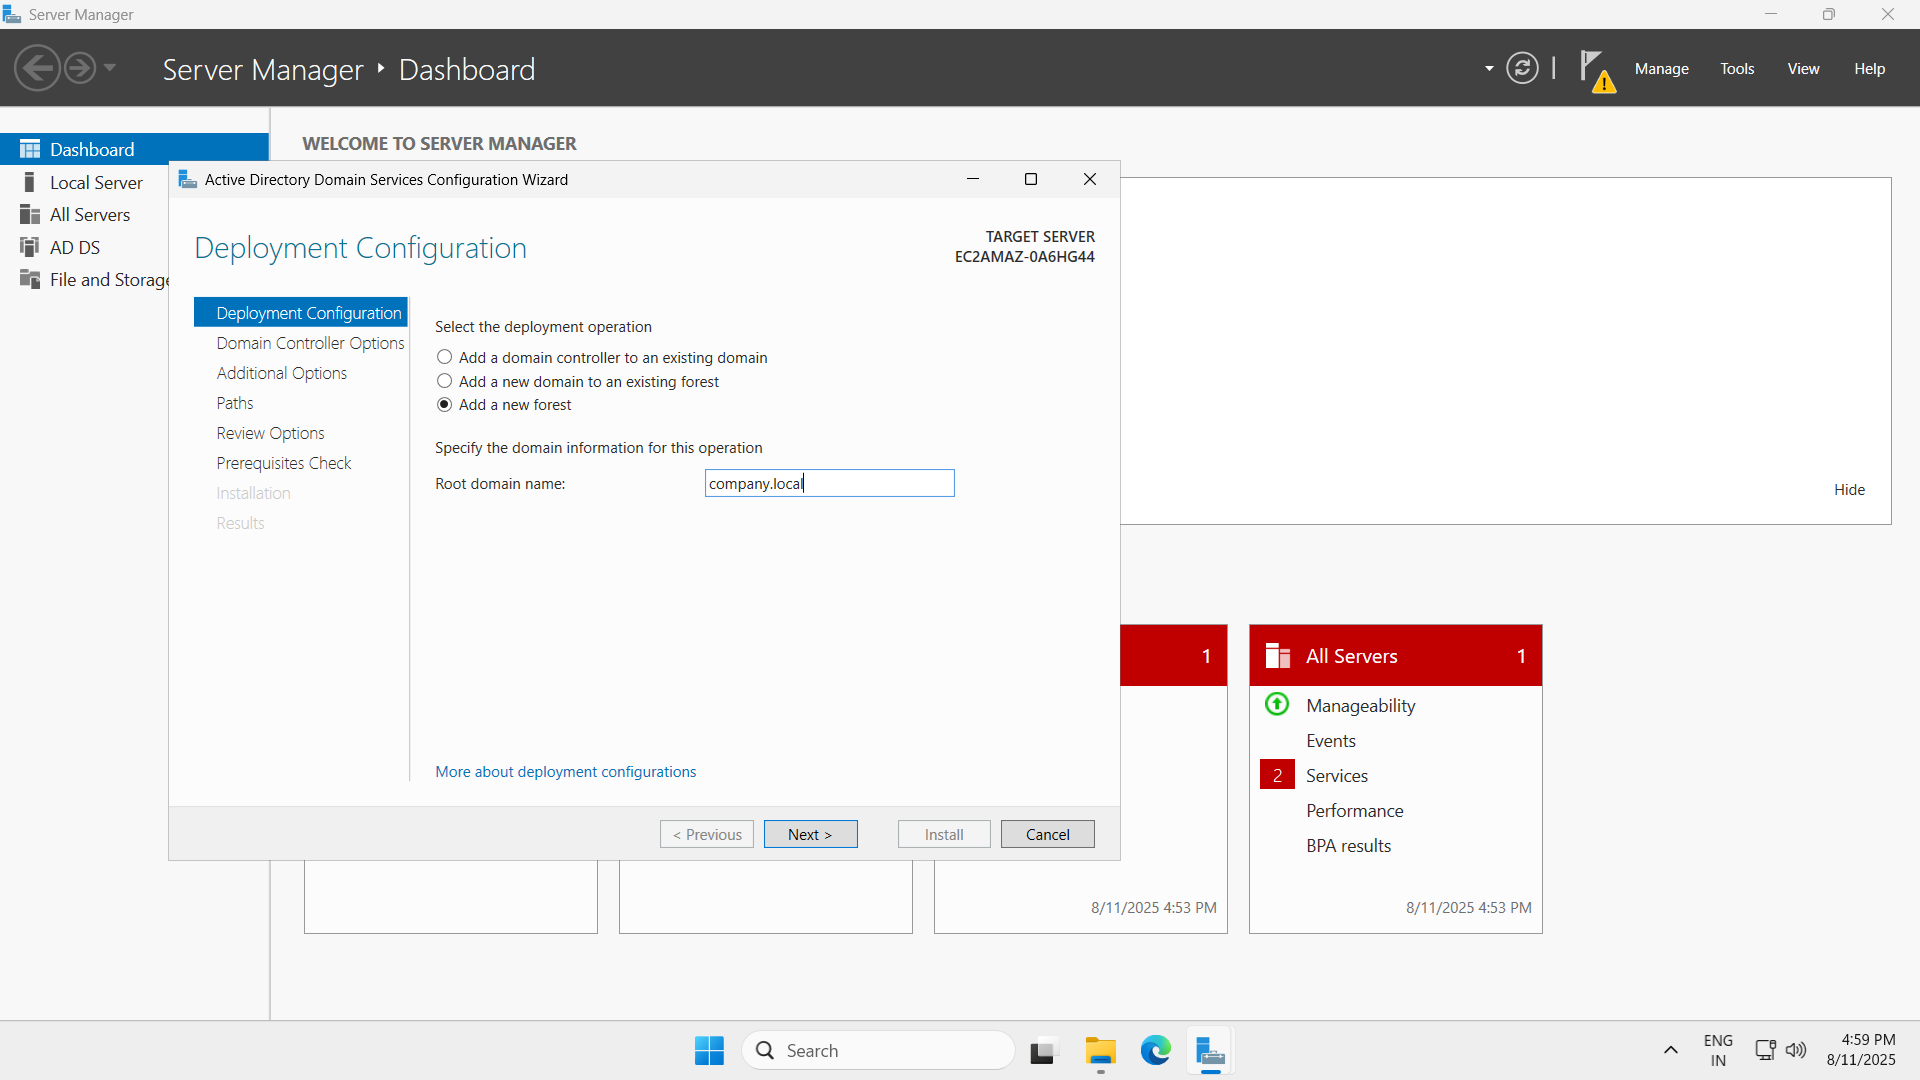 Server Manager
Server Manager ‣ Dashboard
Manage
Tools
View
Help
Dashboard
Local Server
All Servers
AD DS
File and Storage
WELCOME TO SERVER MANAGER
Active Directory Domain Services Configuration Wizard
Deployment Configuration
TARGET SERVER
EC2AMAZ-0A6HG44
Deployment Configuration
Domain Controller Options
Additional Options
Paths
Review Options
Prerequisites Check
Installation
Results
Select the deployment operation
Add a domain controller to an existing domain
Add a new domain to an existing forest
Add a new forest
Specify the domain information for this operation
Root domain name:
company.local
More about deployment configurations
< Previous
Next >
Install
Cancel
Hide
1
8/11/2025 4:53 PM
All Servers 1
Manageability
Events
2 Services
Performance
BPA results
8/11/2025 4:53 PM
Search
ENG
IN
4:59 PM
8/11/2025